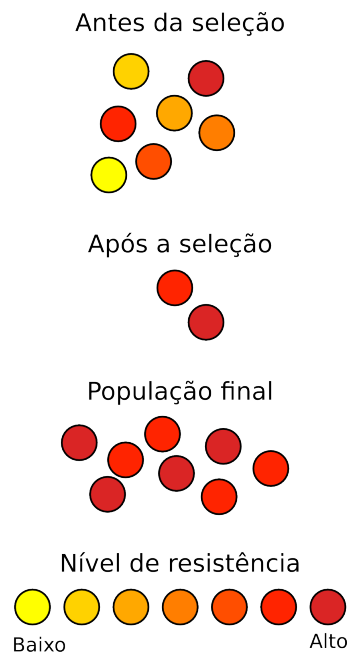 Antes da seleção
Após a seleção
População final
Nível de resistência
Baixo
Alto